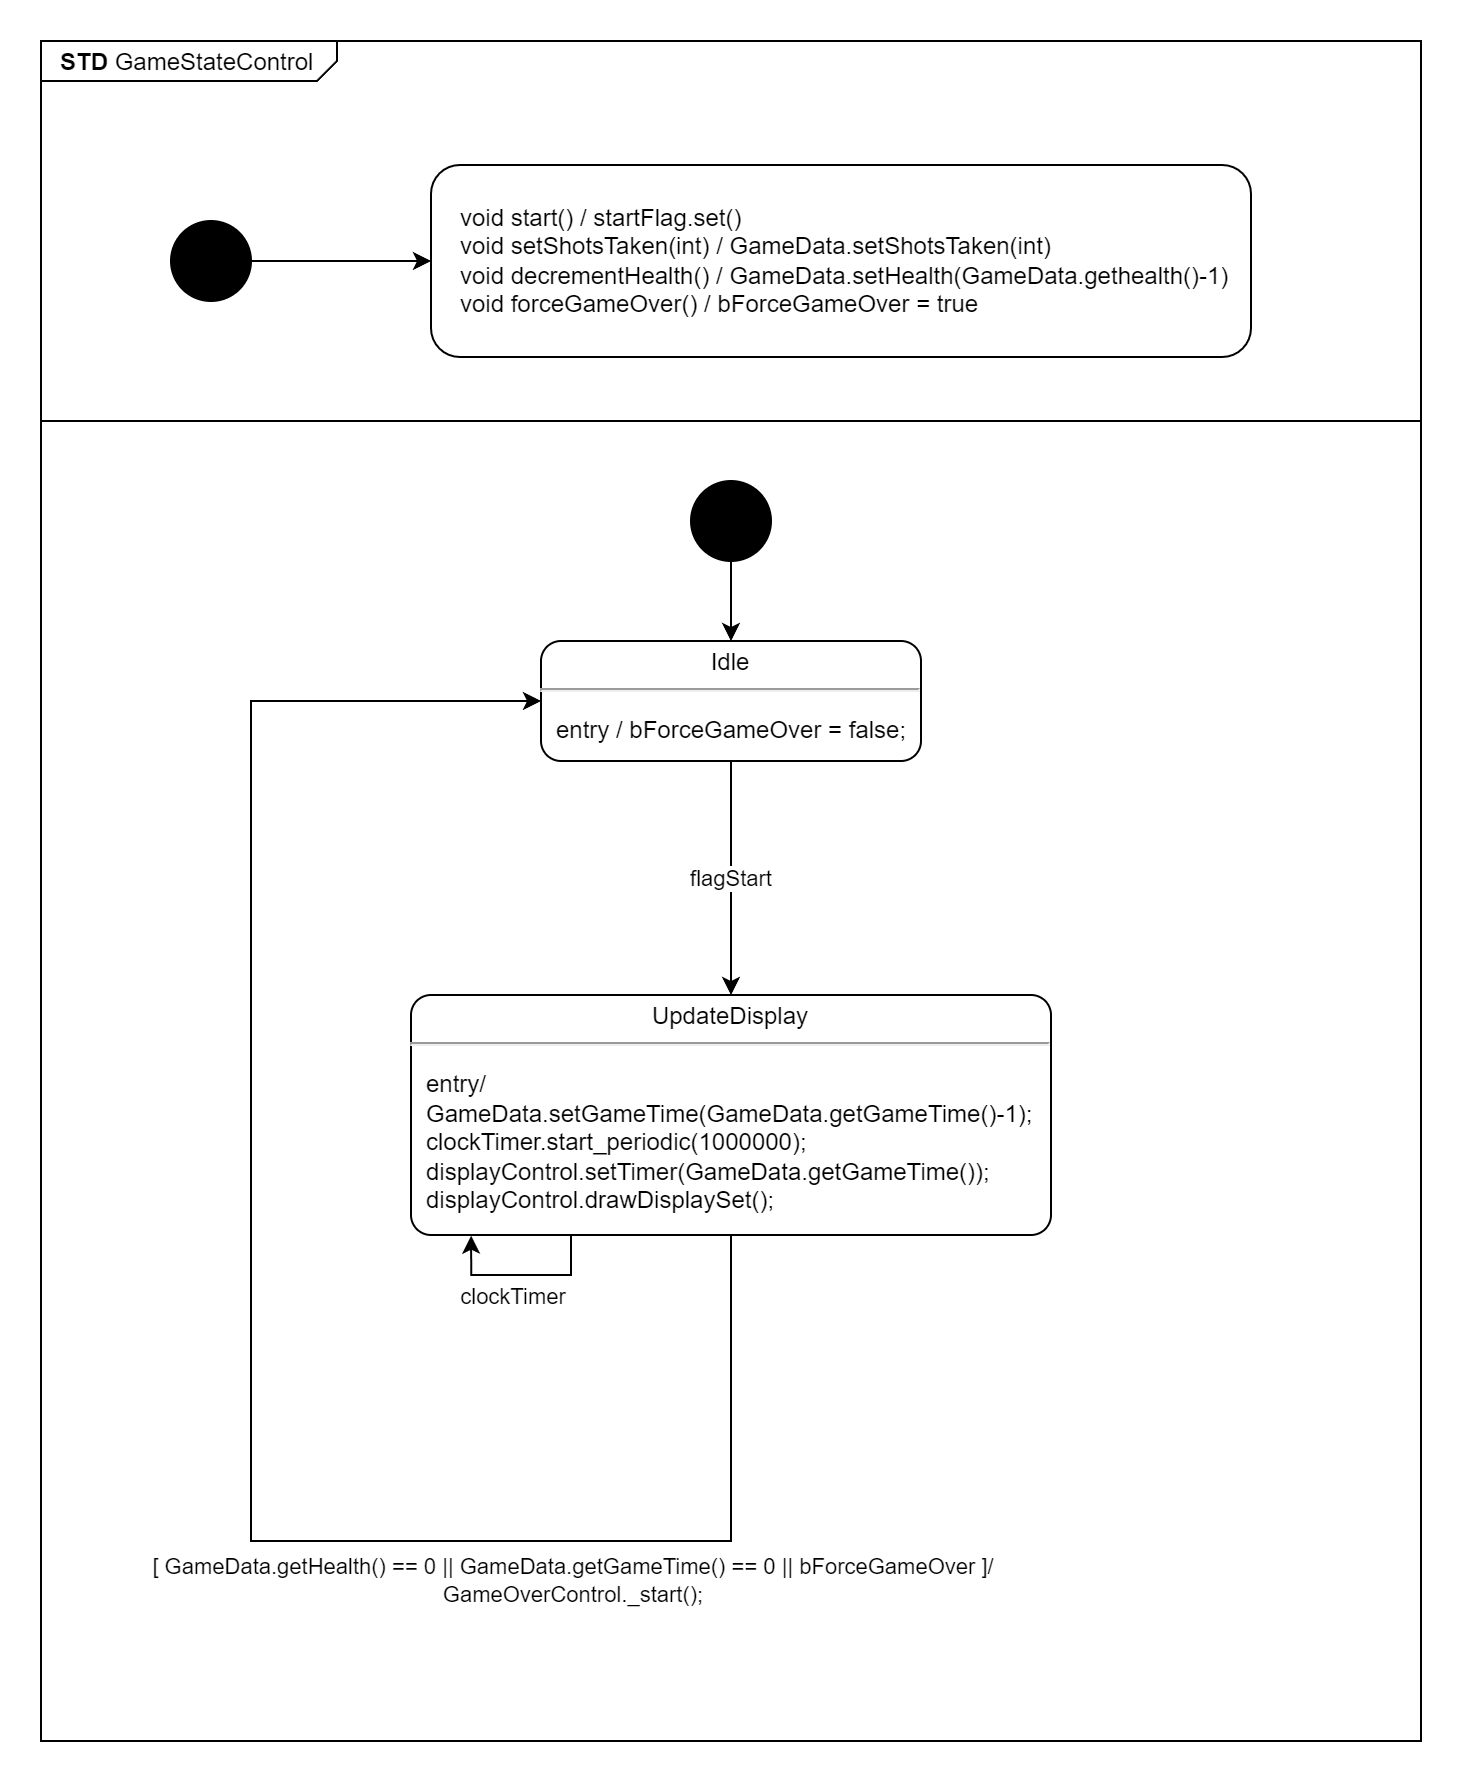 STD GameStateControl
void start() / startFlag.set()
void setShotsTaken(int) / GameData.setShotsTaken(int)
void decrementHealth() / GameData.setHealth(GameData.gethealth()-1)
void forceGameOver() / bForceGameOver = true
Idle
entry / bForceGameOver = false;
flagStart
UpdateDisplay
entry/
GameData.setGameTime(GameData.getGameTime()-1);
clockTimer.start_periodic(1000000);
displayControl.setTimer(GameData.getGameTime());
displayControl.drawDisplaySet();
clockTimer
[ GameData.getHealth() == 0 || GameData.getGameTime() == 0 || bForceGameOver ]/
GameOverControl._start();